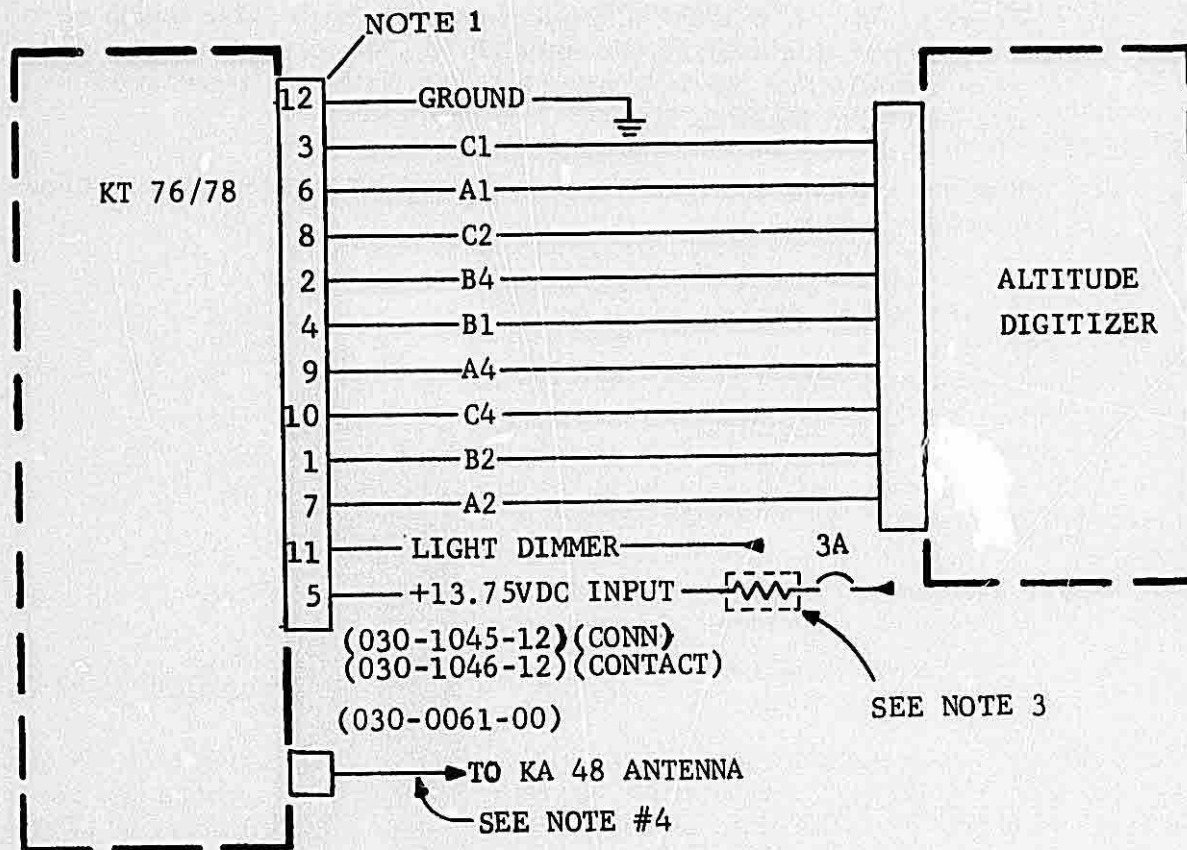 NOTE 1
12 GROUND
3 C1
KT 76/78
6 A1
8 C2
2 B4
ALTITUDE
DIGITIZER
4 B1
9 A4
10 C4
1 B2
7 A2
11 LIGHT DIMMER
3A
5 +13.75VDC INPUT
(030-1045-12)(CONN)
(030-1046-12)(CONTACT)
SEE NOTE 3
(030-0061-00)
TO KA 48 ANTENNA
SEE NOTE #4